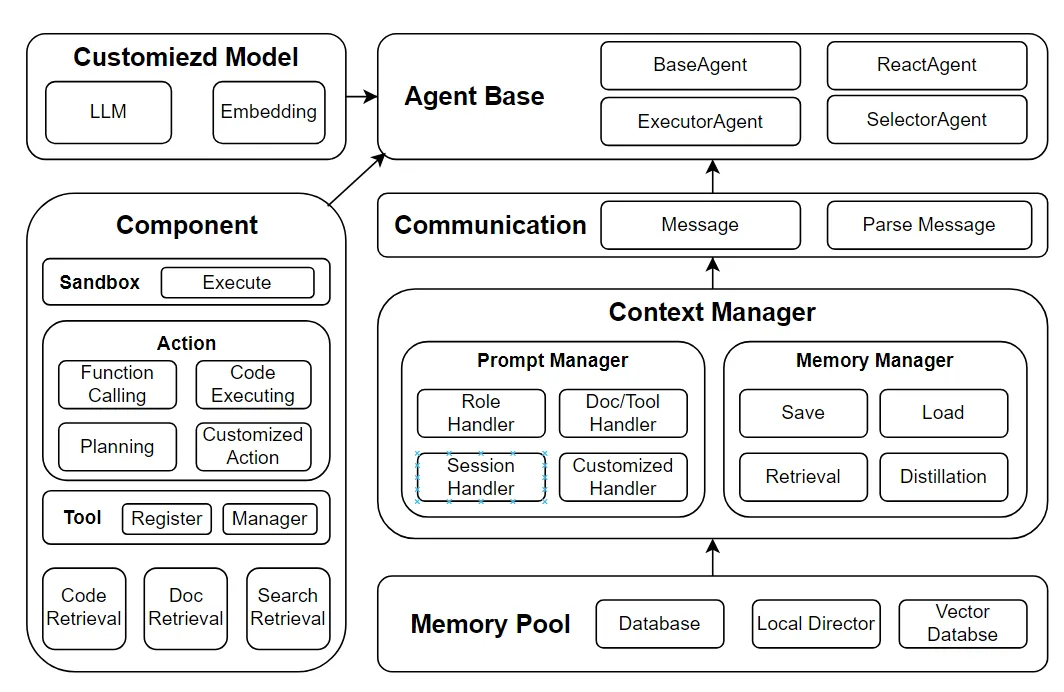 Customiezd Model
LLM
Embedding
Agent Base
BaseAgent
ReactAgent
ExecutorAgent
SelectorAgent
Component
Sandbox
Execute
Action
Function
Calling
Code
Executing
Planning
Customized
Action
Tool
Register
Manager
Code
Retrieval
Doc
Retrieval
Search
Retrieval
Communication
Message
Parse Message
Context Manager
Prompt Manager
Role
Handler
Doc/Tool
Handler
Session
Handler
Customized
Handler
Memory Manager
Save
Load
Retrieval
Distillation
Memory Pool
Database
Local Director
Vector
Databse